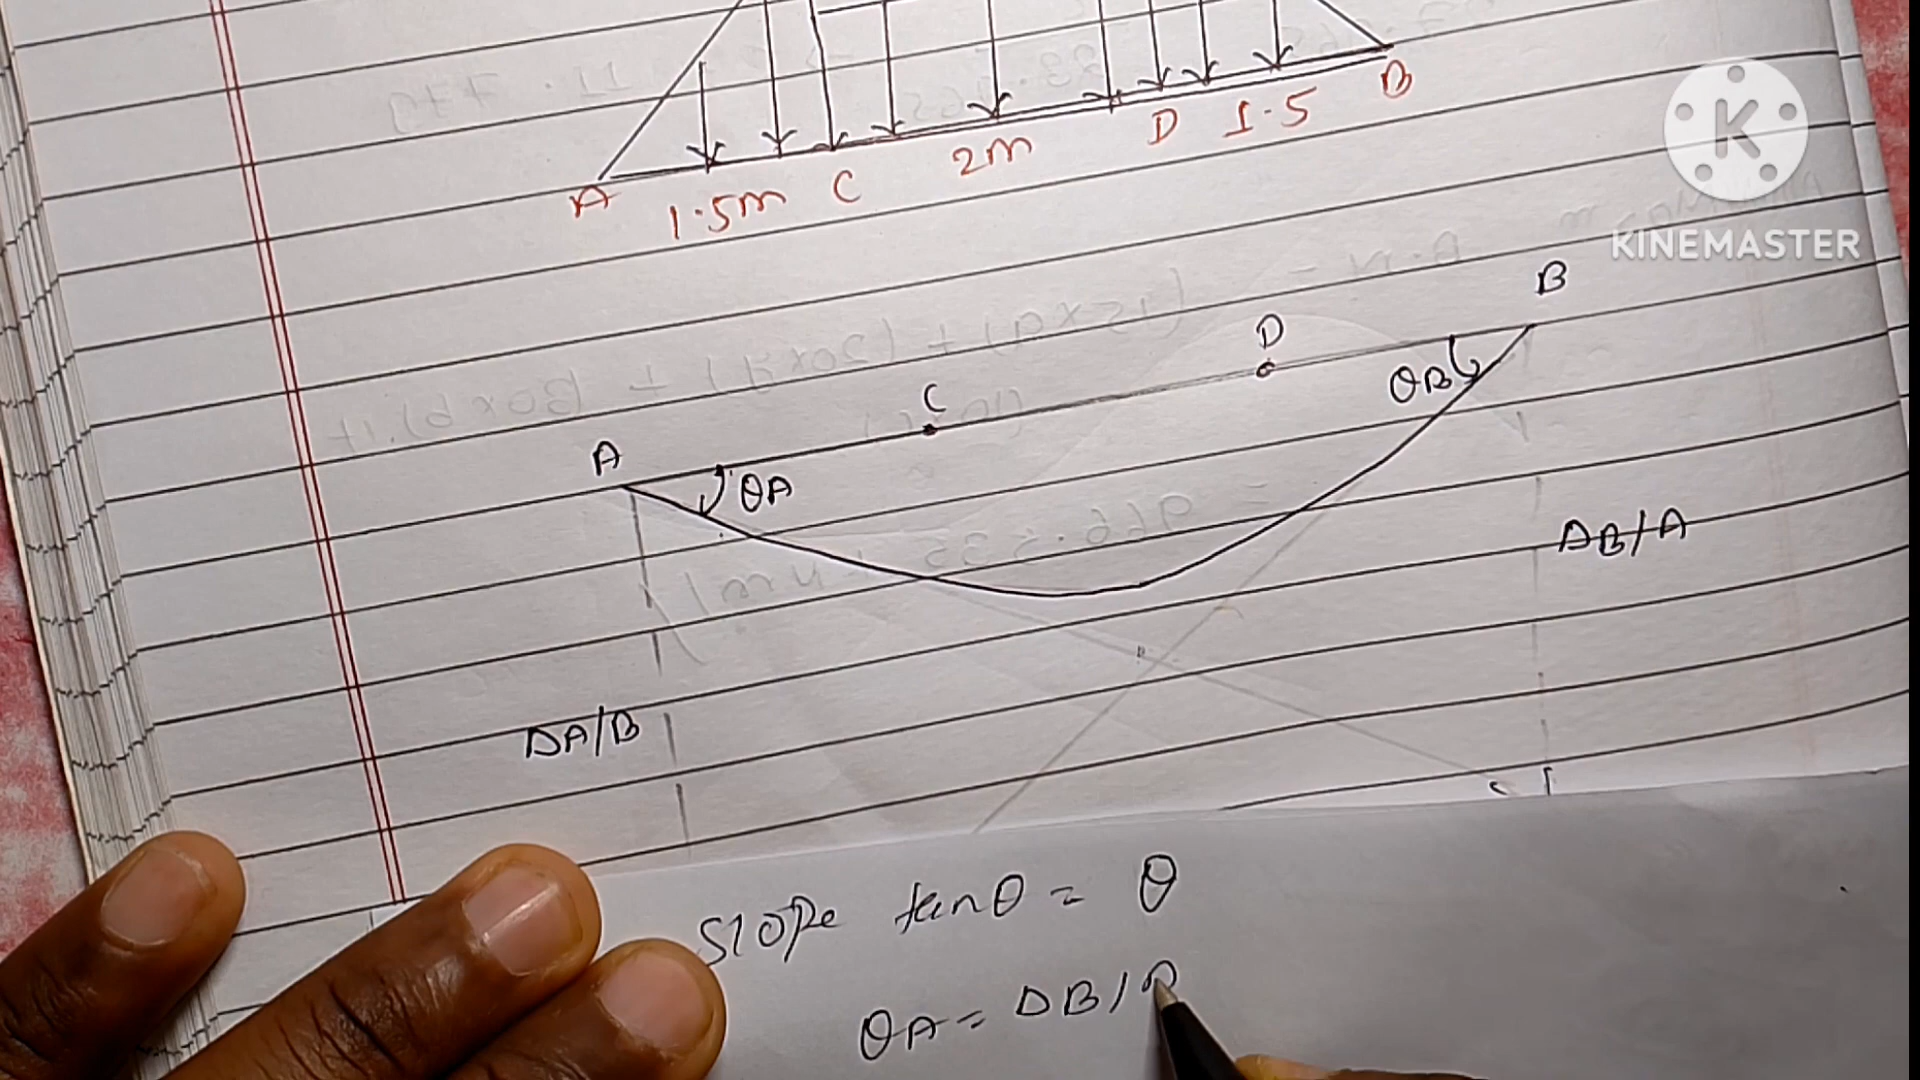 A 1.5m C 2m D 1.5 B
KINEMASTER
A C D B
θA θB
ΔA/B ΔB/A
slope tanθ = θ
θA = ΔB/A